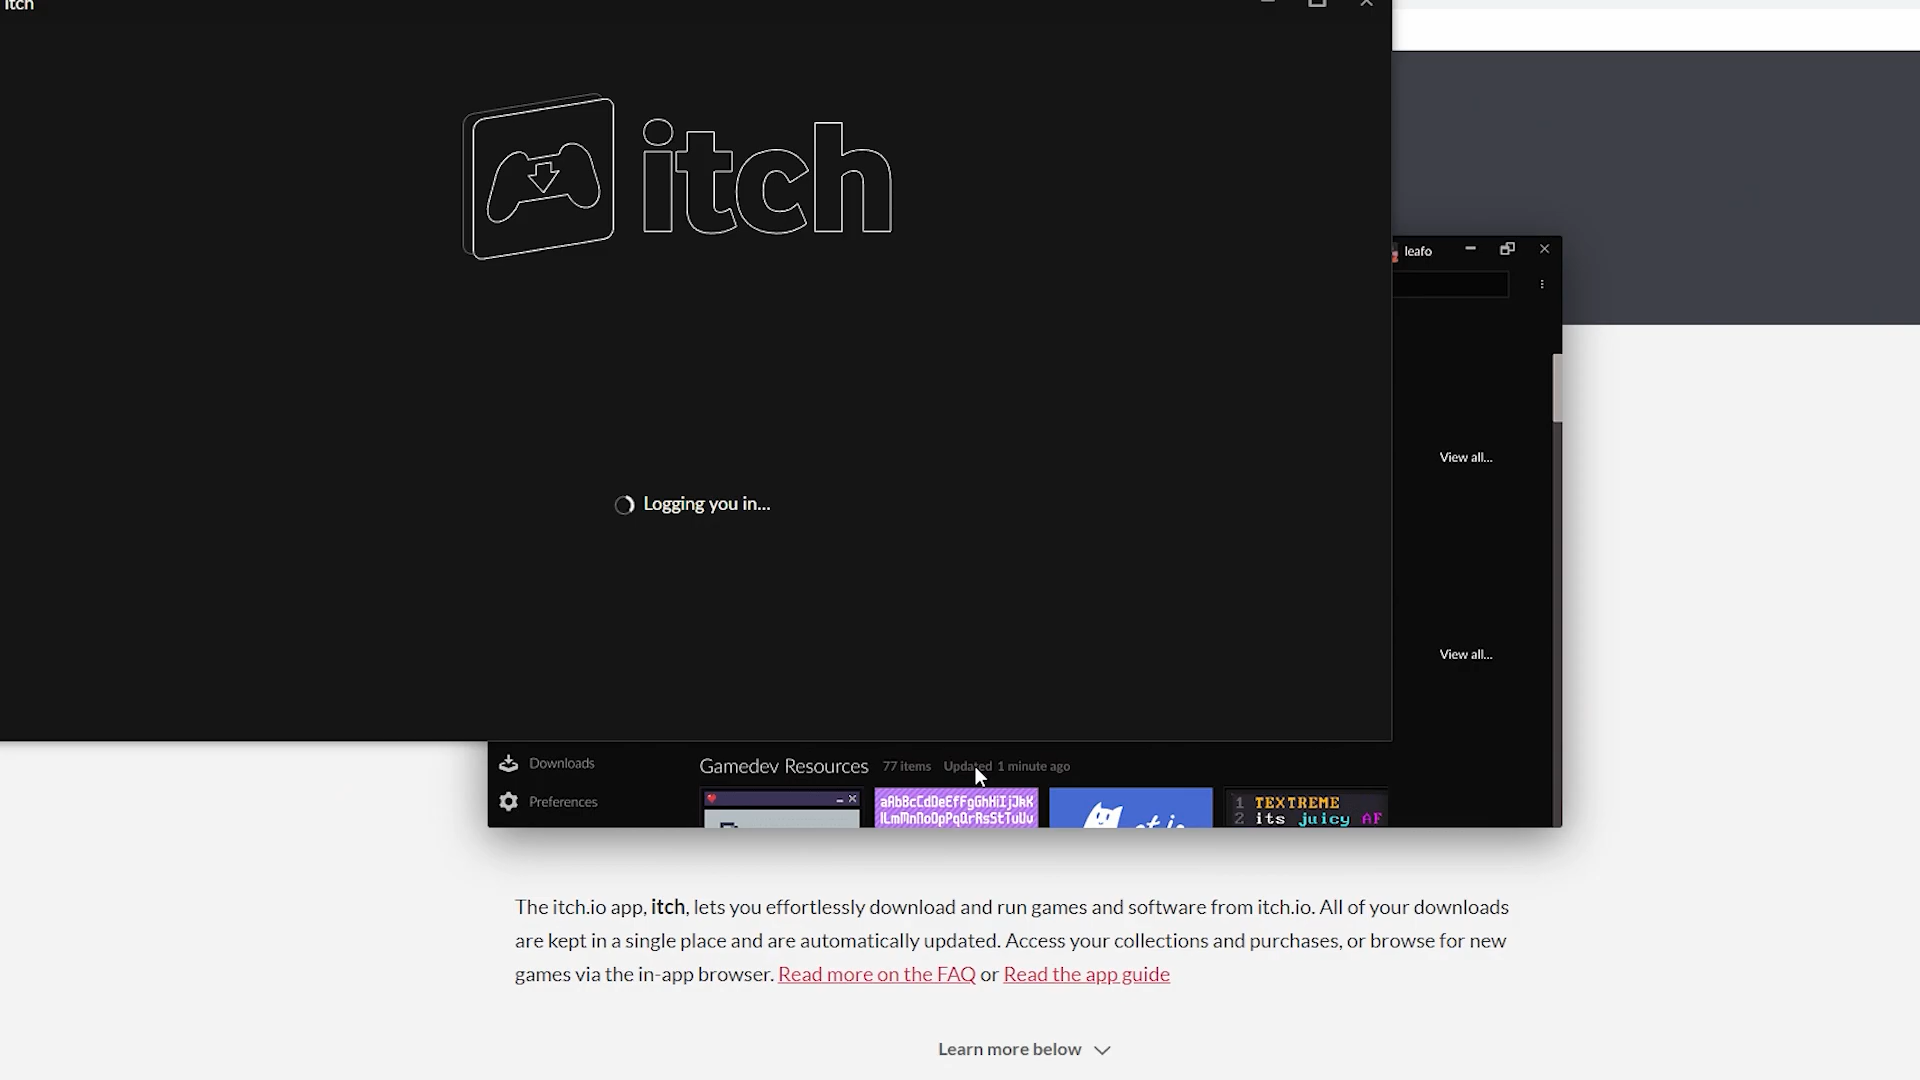 itch
itch
leafo
Logging you in...
View all...
View all...
Downloads
Gamedev Resources 77 items Updated 1 minute ago
Preferences
aAbBcCdDeEfFgGhHiIjJkK
lLmMnNoOpPqQrRsStTuUv
1 TEXTREME
2 its juicy AF
The itch.io app, itch, lets you effortlessly download and run games and software from itch.io. All of your downloads
are kept in a single place and are automatically updated. Access your collections and purchases, or browse for new
games via the in-app browser. Read more on the FAQ or Read the app guide
Learn more below